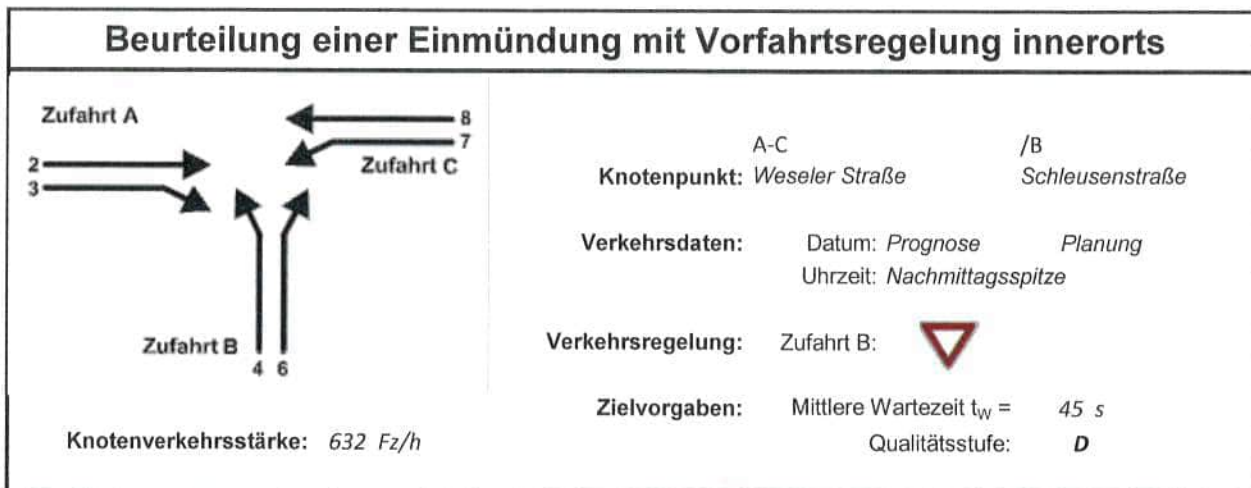 Beurteilung einer Einmündung mit Vorfahrtsregelung innerorts
Zufahrt A
8
7
Zufahrt C
2
3
Zufahrt B
4 6
Knotenverkehrsstärke: 632 Fz/h
A-C /B
Knotenpunkt: Weseler Straße Schleusenstraße
Verkehrsdaten: Datum: Prognose Planung
Uhrzeit: Nachmittagsspitze
Verkehrsregelung: Zufahrt B:
Zielvorgaben: Mittlere Wartezeit tW = 45 s
Qualitätsstufe: D